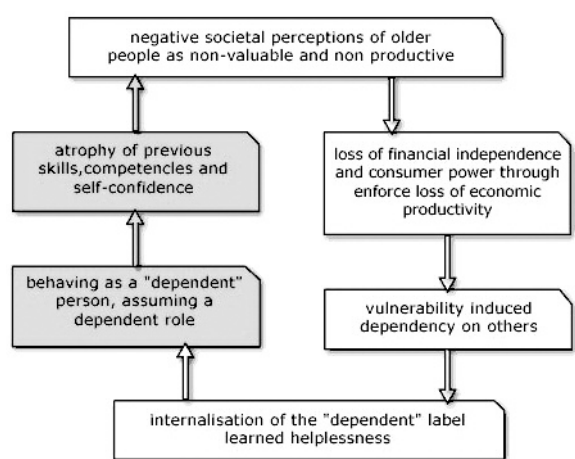 negative societal perceptions of older
people as non-valuable and non productive
atrophy of previous
skills,competencies and
self-confidence
loss of financial independence
and consumer power through
enforce loss of economic
productivity
behaving as a "dependent"
person, assuming a
dependent role
vulnerability induced
dependency on others
internalisation of the "dependent" label
learned helplessness